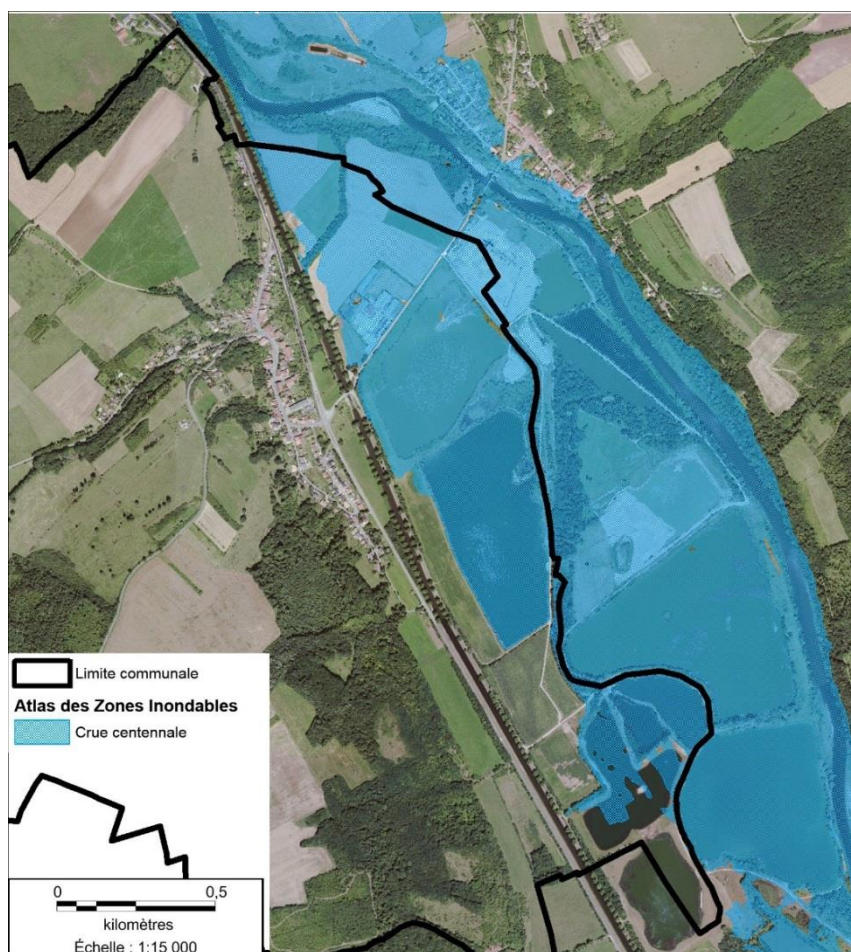 Limite communale
Atlas des Zones Inondables
Crue centennale
0 0,5
kilomètres
Échelle : 1:15 000